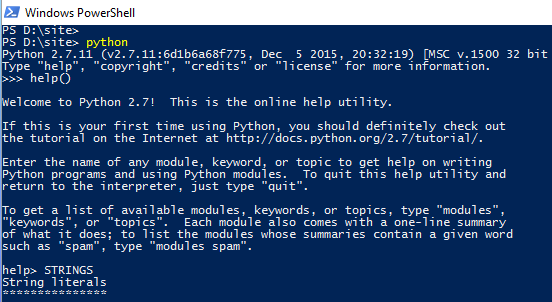 Windows PowerShell
PS D:\site>
PS D:\site> python
Python 2.7.11 (v2.7.11:6d1b6a68f775, Dec  5 2015, 20:32:19) [MSC v.1500 32 bit
Type "help", "copyright", "credits" or "license" for more information.
>>> help()
Welcome to Python 2.7!  This is the online help utility.
If this is your first time using Python, you should definitely check out
the tutorial on the Internet at http://docs.python.org/2.7/tutorial/.
Enter the name of any module, keyword, or topic to get help on writing
Python programs and using Python modules.  To quit this help utility and
return to the interpreter, just type "quit".
To get a list of available modules, keywords, or topics, type "modules",
"keywords", or "topics".  Each module also comes with a one-line summary
of what it does; to list the modules whose summaries contain a given word
such as "spam", type "modules spam".
help> STRINGS
String literals
***************